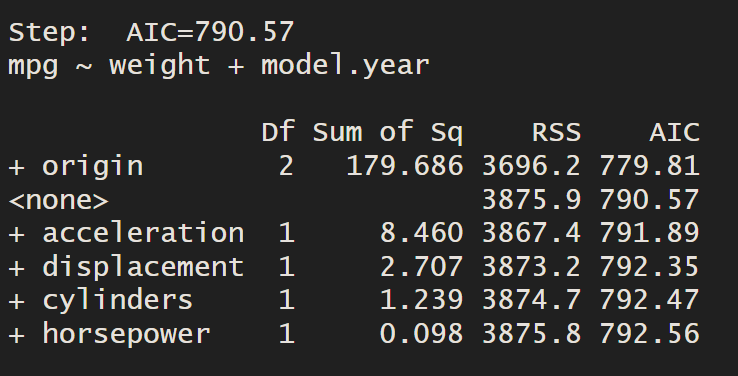 Step:  AIC=790.57
mpg ~ weight + model.year
               Df Sum of Sq    RSS    AIC
+ origin        2   179.686 3696.2 779.81
<none>                      3875.9 790.57
+ acceleration  1     8.460 3867.4 791.89
+ displacement  1     2.707 3873.2 792.35
+ cylinders     1     1.239 3874.7 792.47
+ horsepower    1     0.098 3875.8 792.56